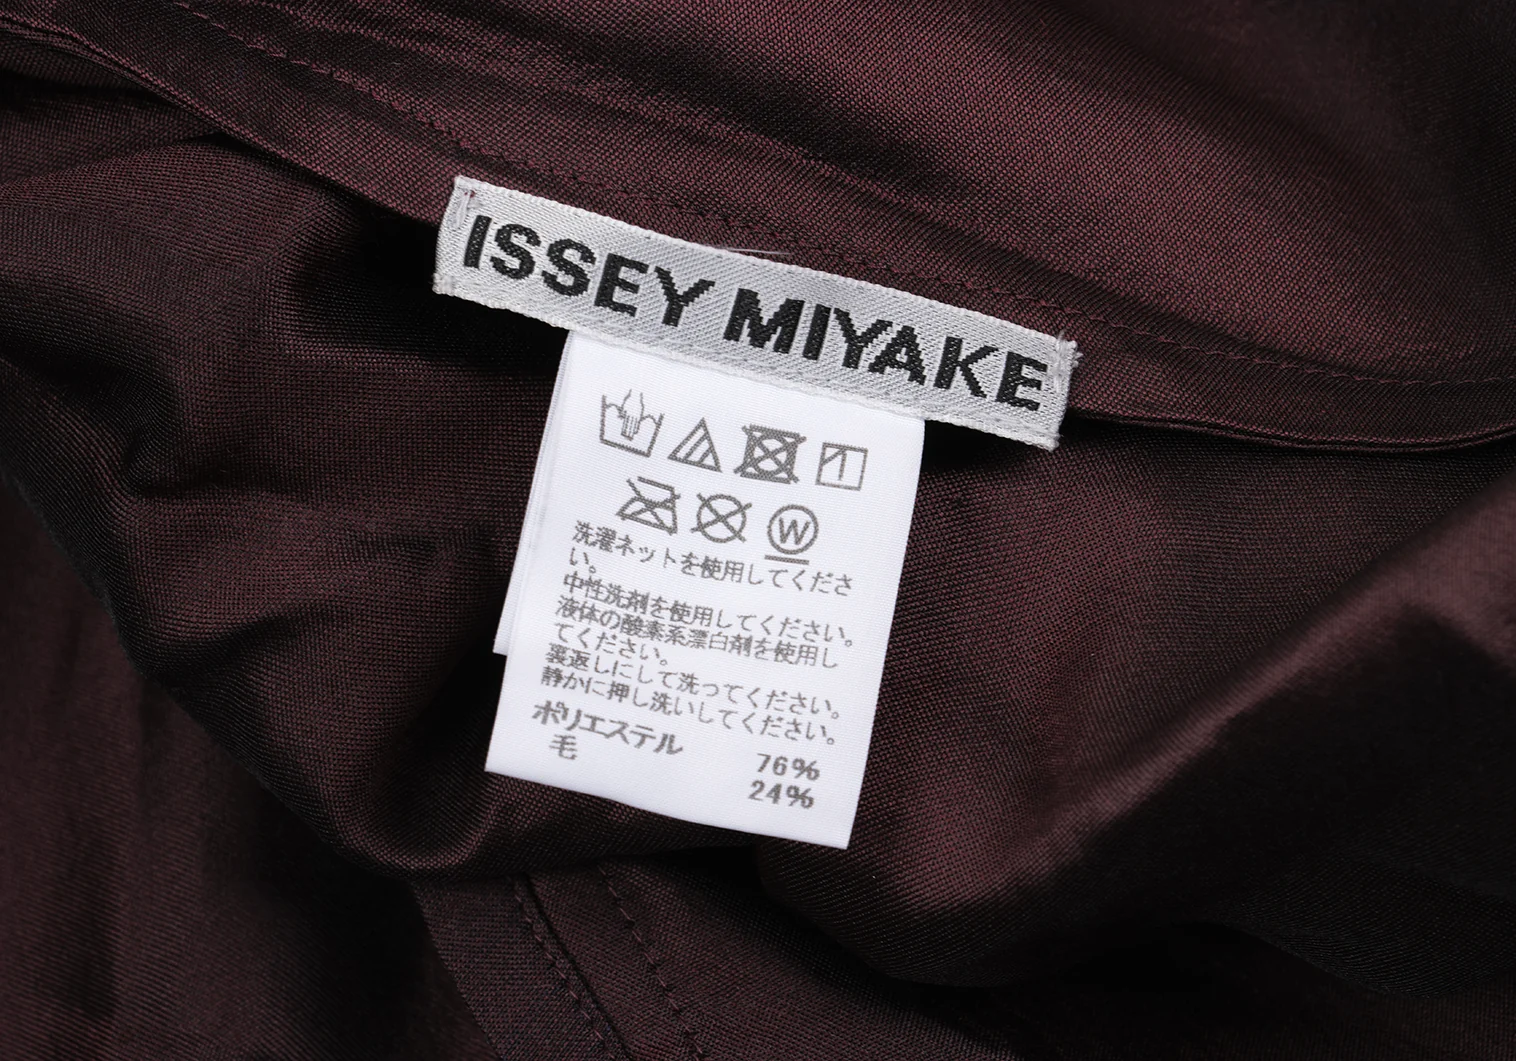 ISSEY MIYAKE
W
洗濯ネットを使用してくださ
い。
中性洗剤を使用してください。
液体の酸素系漂白剤を使用し
てください。
裏返しにして洗ってください。
静かに押し洗いしてください。
ポリエステル 76%
毛 24%